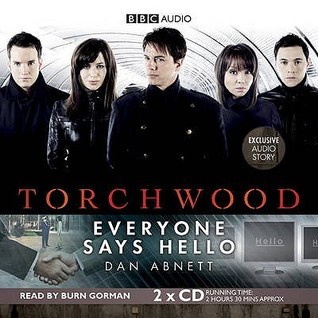 BBC AUDIO
EXCLUSIVE
AUDIO
STORY
TORCHWOOD
EVERYONE
SAYS HELLO
DAN ABNETT
Hello
READ BY BURN GORMAN
2 x CD
RUNNING TIME:
2 HOURS 30 MINS APPROX